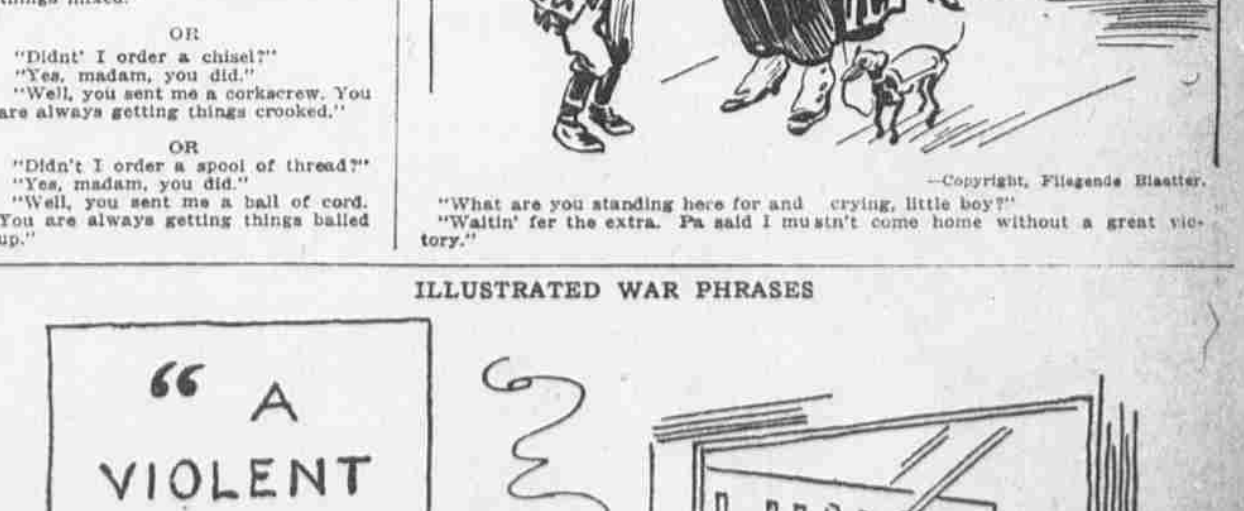 things mixed."
OR
"Didnt' I order a chisel?"
"Yes, madam, you did."
"Well, you sent me a corkscrew. You
are always getting things crooked."
OR
"Didn't I order a spool of thread?"
"Yes, madam, you did."
"Well, you sent me a ball of cord.
You are always getting things balled
up."
—Copyright, Fliegende Blaetter.
"What are you standing here for and crying, little boy?"
"Waitin' fer the extra. Pa said I mustn't come home without a great vic-
tory."
ILLUSTRATED WAR PHRASES
" A
VIOLENT